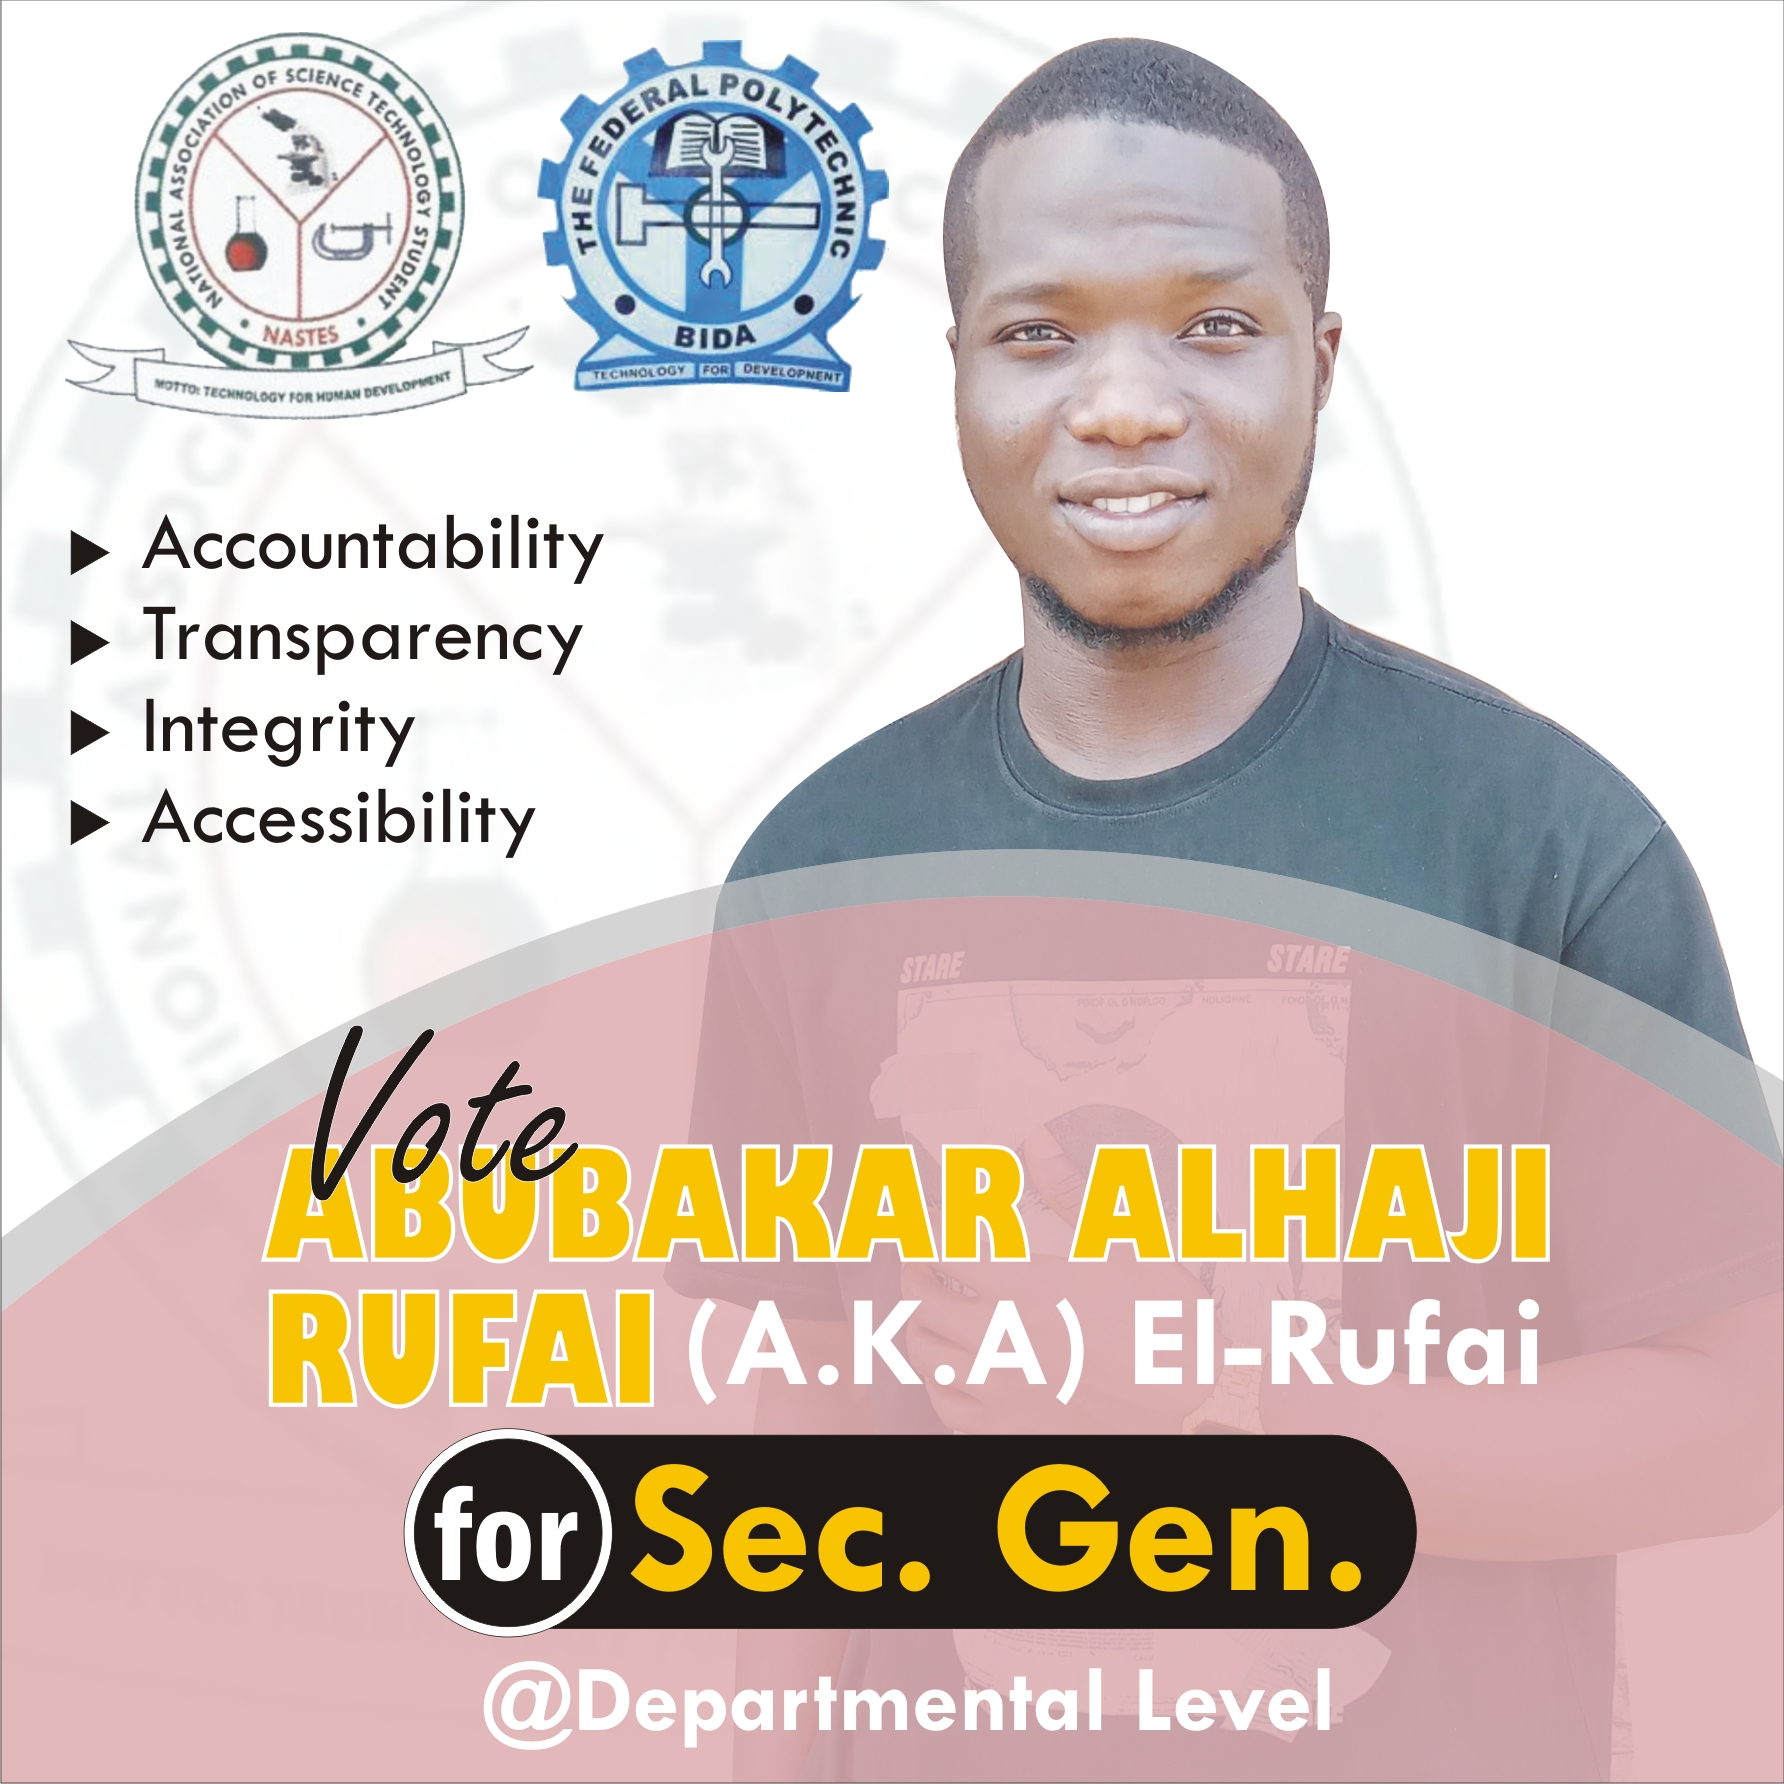 NATIONAL ASSOCIATION OF SCIENCE TECHNOLOGY STUDENT
• NASTES •
MOTTO: TECHNOLOGY FOR HUMAN DEVELOPMENT
THE FEDERAL POLYTECHNIC
BIDA
TECHNOLOGY FOR DEVELOPMENT
Accountability
Transparency
Integrity
Accessibility
STARE STARE
Vote
ABUBAKAR ALHAJI
RUFAI (A.K.A) El-Rufai
for Sec. Gen.
@Departmental Level